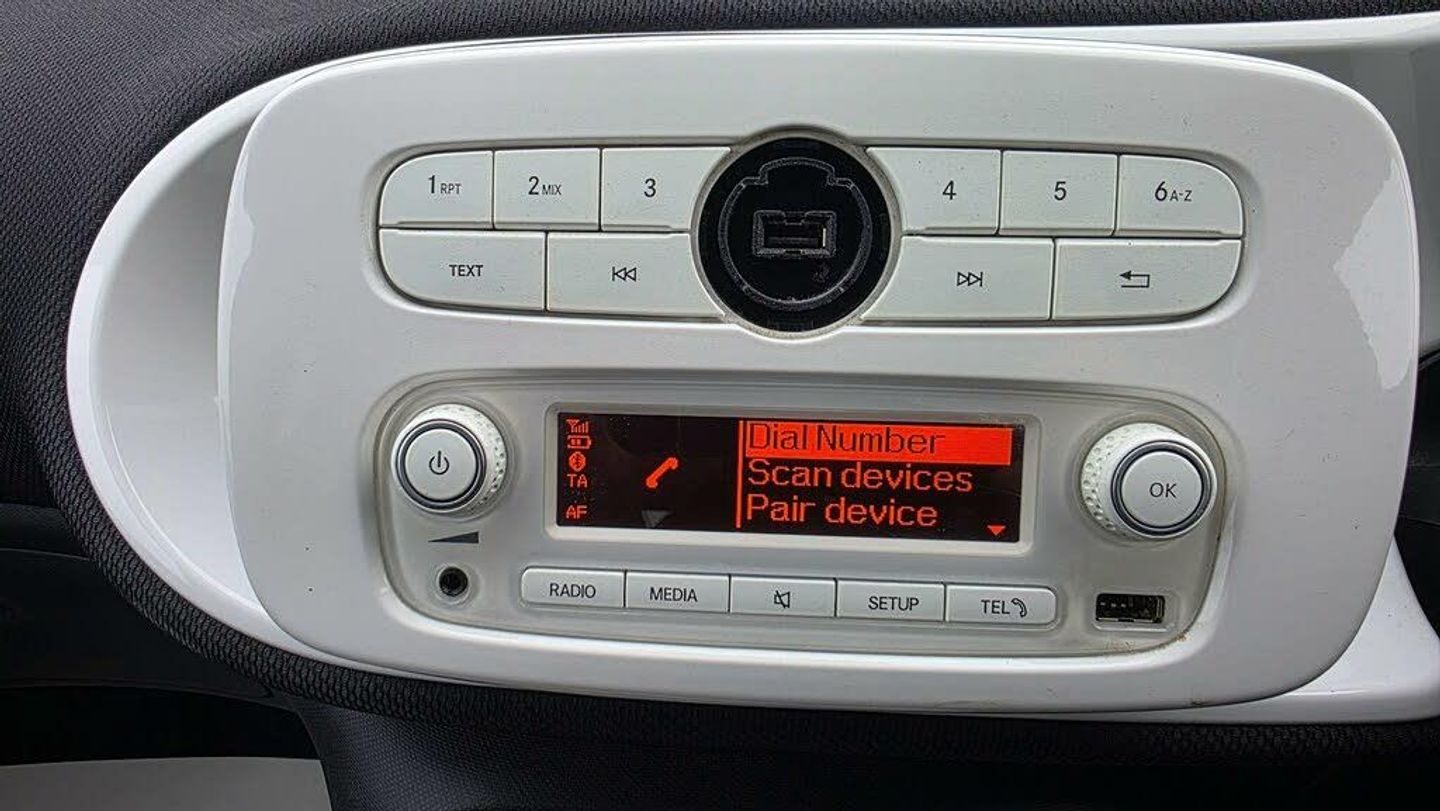 1RPT 2MIX 3 4 5 6A-Z
TEXT
TA
AF
Dial Number
Scan devices
Pair device
OK
RADIO MEDIA SETUP TEL